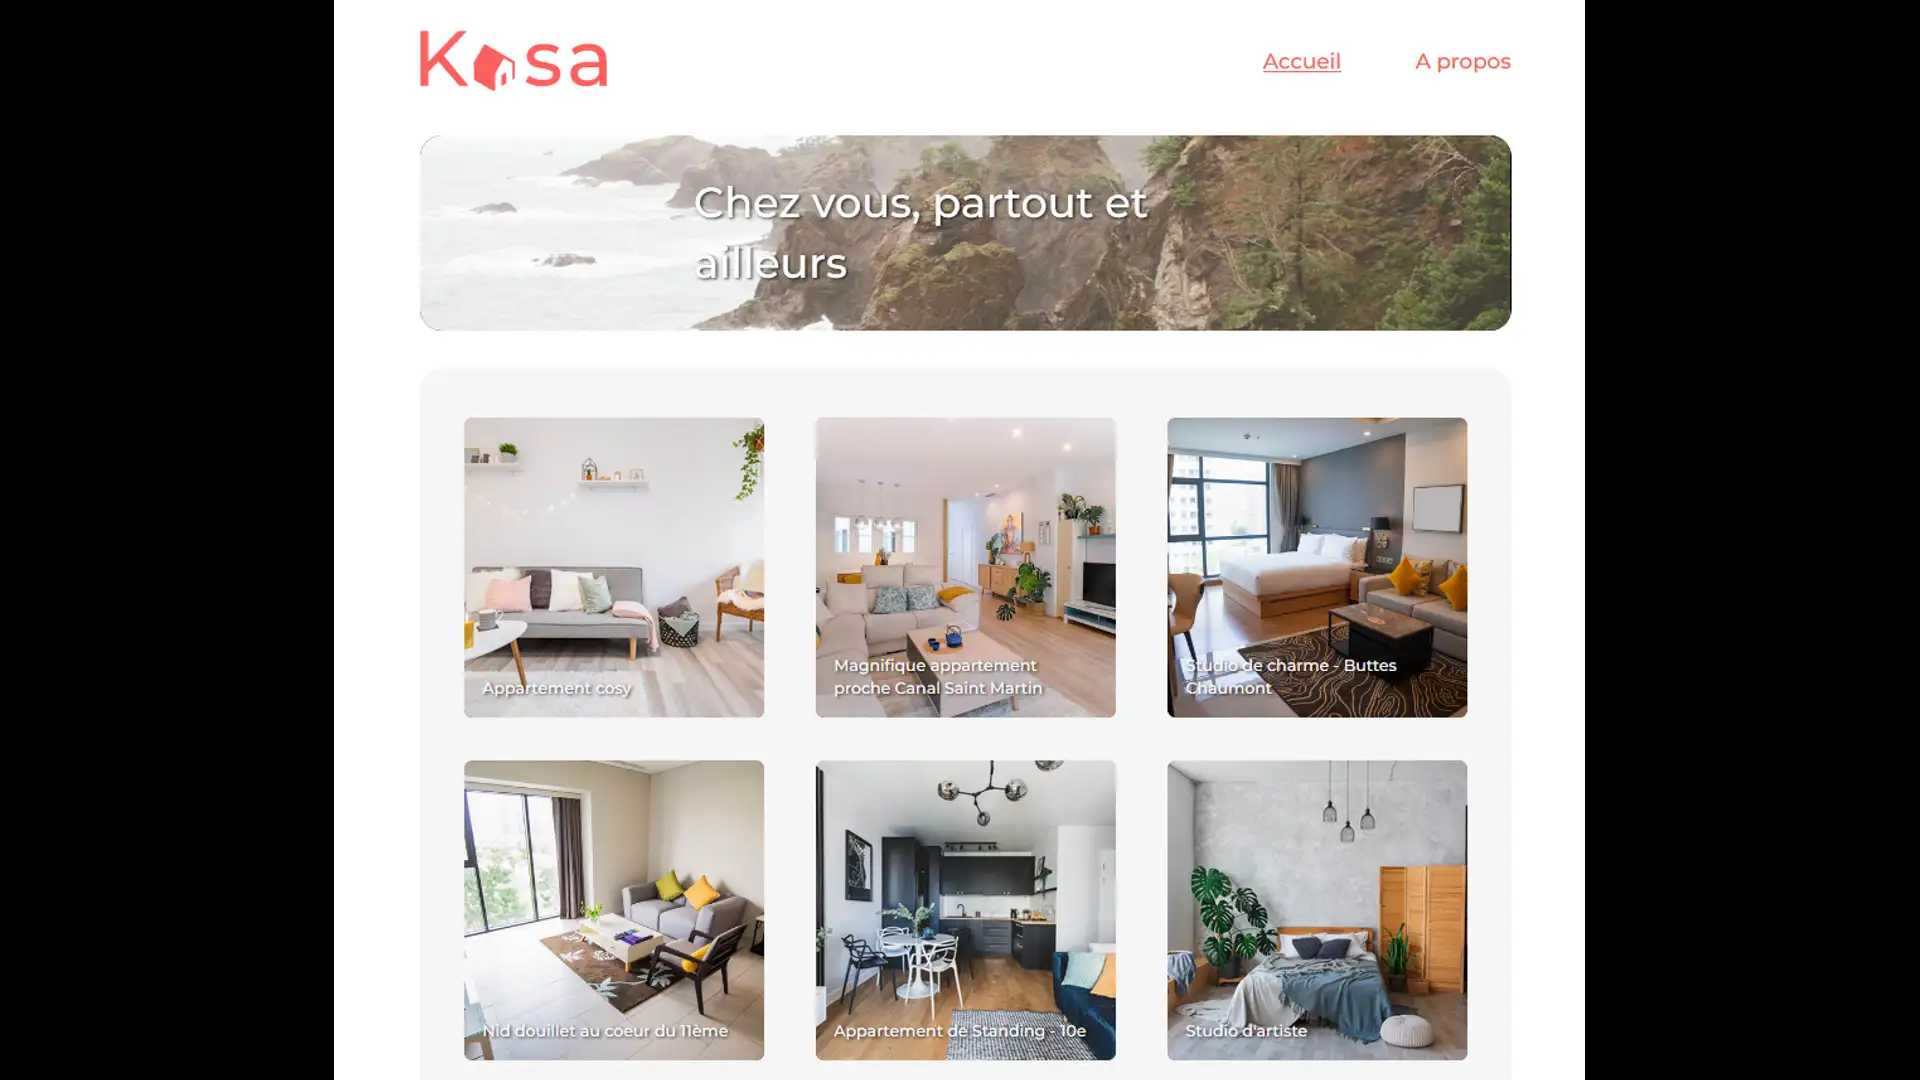 Kasa
Accueil
A propos
Chez vous, partout et
ailleurs
Appartement cosy
Magnifique appartement
proche Canal Saint Martin
Studio de charme - Buttes
Chaumont
Nid douillet au coeur du 11ème
Appartement de Standing - 10e
Studio d'artiste